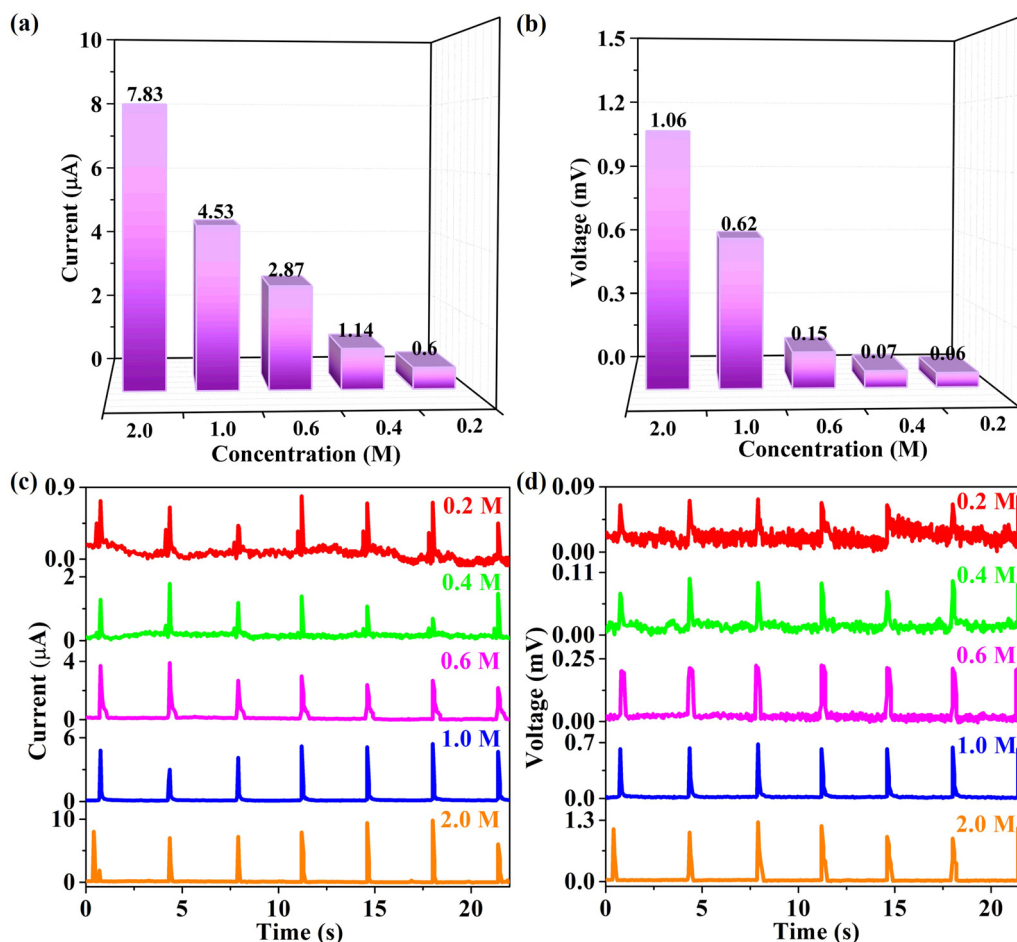 (a)
10
8
6
4
2
0
Current (μA)
7.83
4.53
2.87
1.14
0.6
2.0
1.0
0.6
0.4
0.2
Concentration (M)
(b)
1.5
1.2
0.9
0.6
0.3
0.0
Voltage (mV)
1.06
0.62
0.15
0.07
0.06
2.0
1.0
0.6
0.4
0.2
Concentration (M)
(c)
0.9
0.0
2
0
4
0
6
0
10
0
Current (μA)
0.2 M
0.4 M
0.6 M
1.0 M
2.0 M
0
5
10
15
20
Time (s)
(d)
0.09
0.00
0.11
0.00
0.25
0.00
0.7
0.0
1.3
0.0
Voltage (mV)
0.2 M
0.4 M
0.6 M
1.0 M
2.0 M
0
5
10
15
20
Time (s)